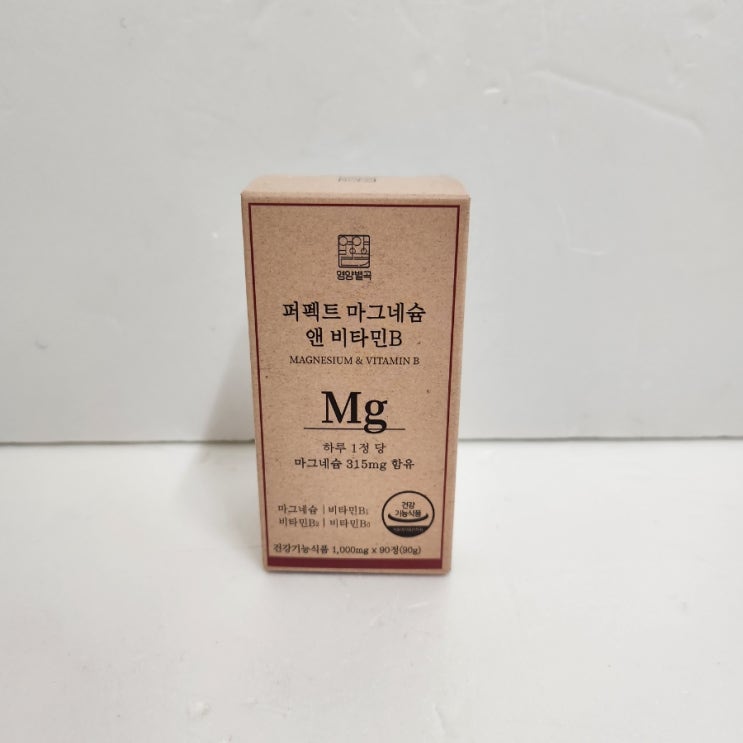 영양별곡
퍼펙트 마그네슘
앤 비타민B
MAGNESIUM & VITAMIN B
Mg
하루 1정 당
마그네슘 315mg 함유
마그네슘 | 비타민B₁
비타민B₂ | 비타민B₆
건강
기능식품
건강기능식품 1,000mg x 90정(90g)